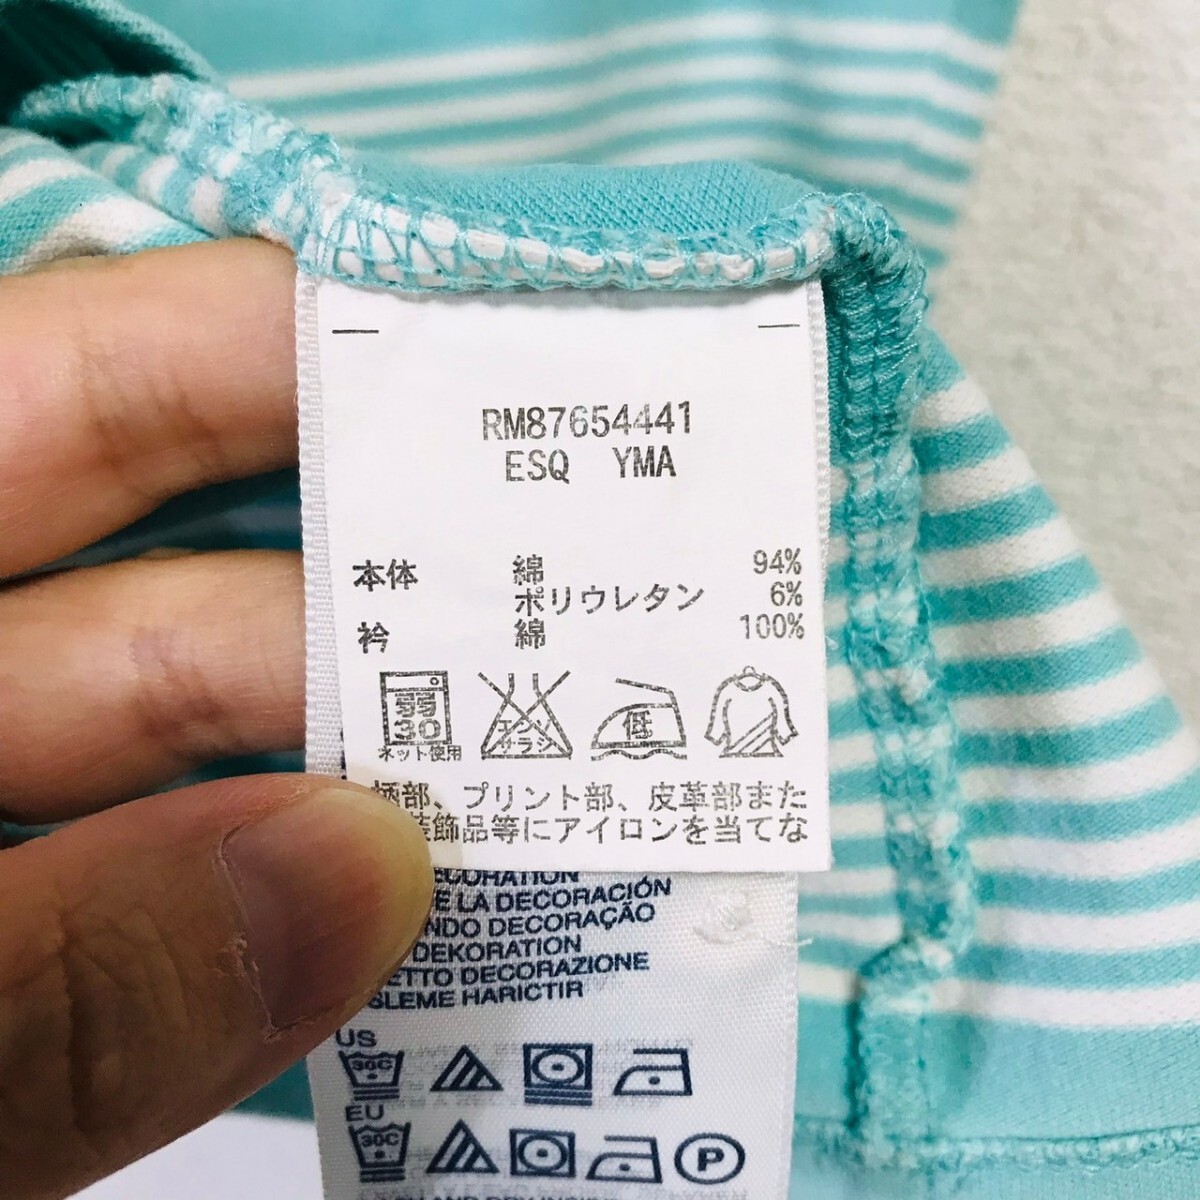 RM87654441
ESQ YMA
本体 綿 94%
ポリウレタン 6%
衿 綿 100%
弱
30
ネット使用
エンソ
サラシ
低
部、プリント部、皮革部また
装飾品等にアイロンを当てな
DECORATION
E LA DECORACIÓN
NDO DECORAÇÃO
DEKORATION
ETTO DECORAZIONE
SLEME HARICTIR
US
30C
EU
30C
P